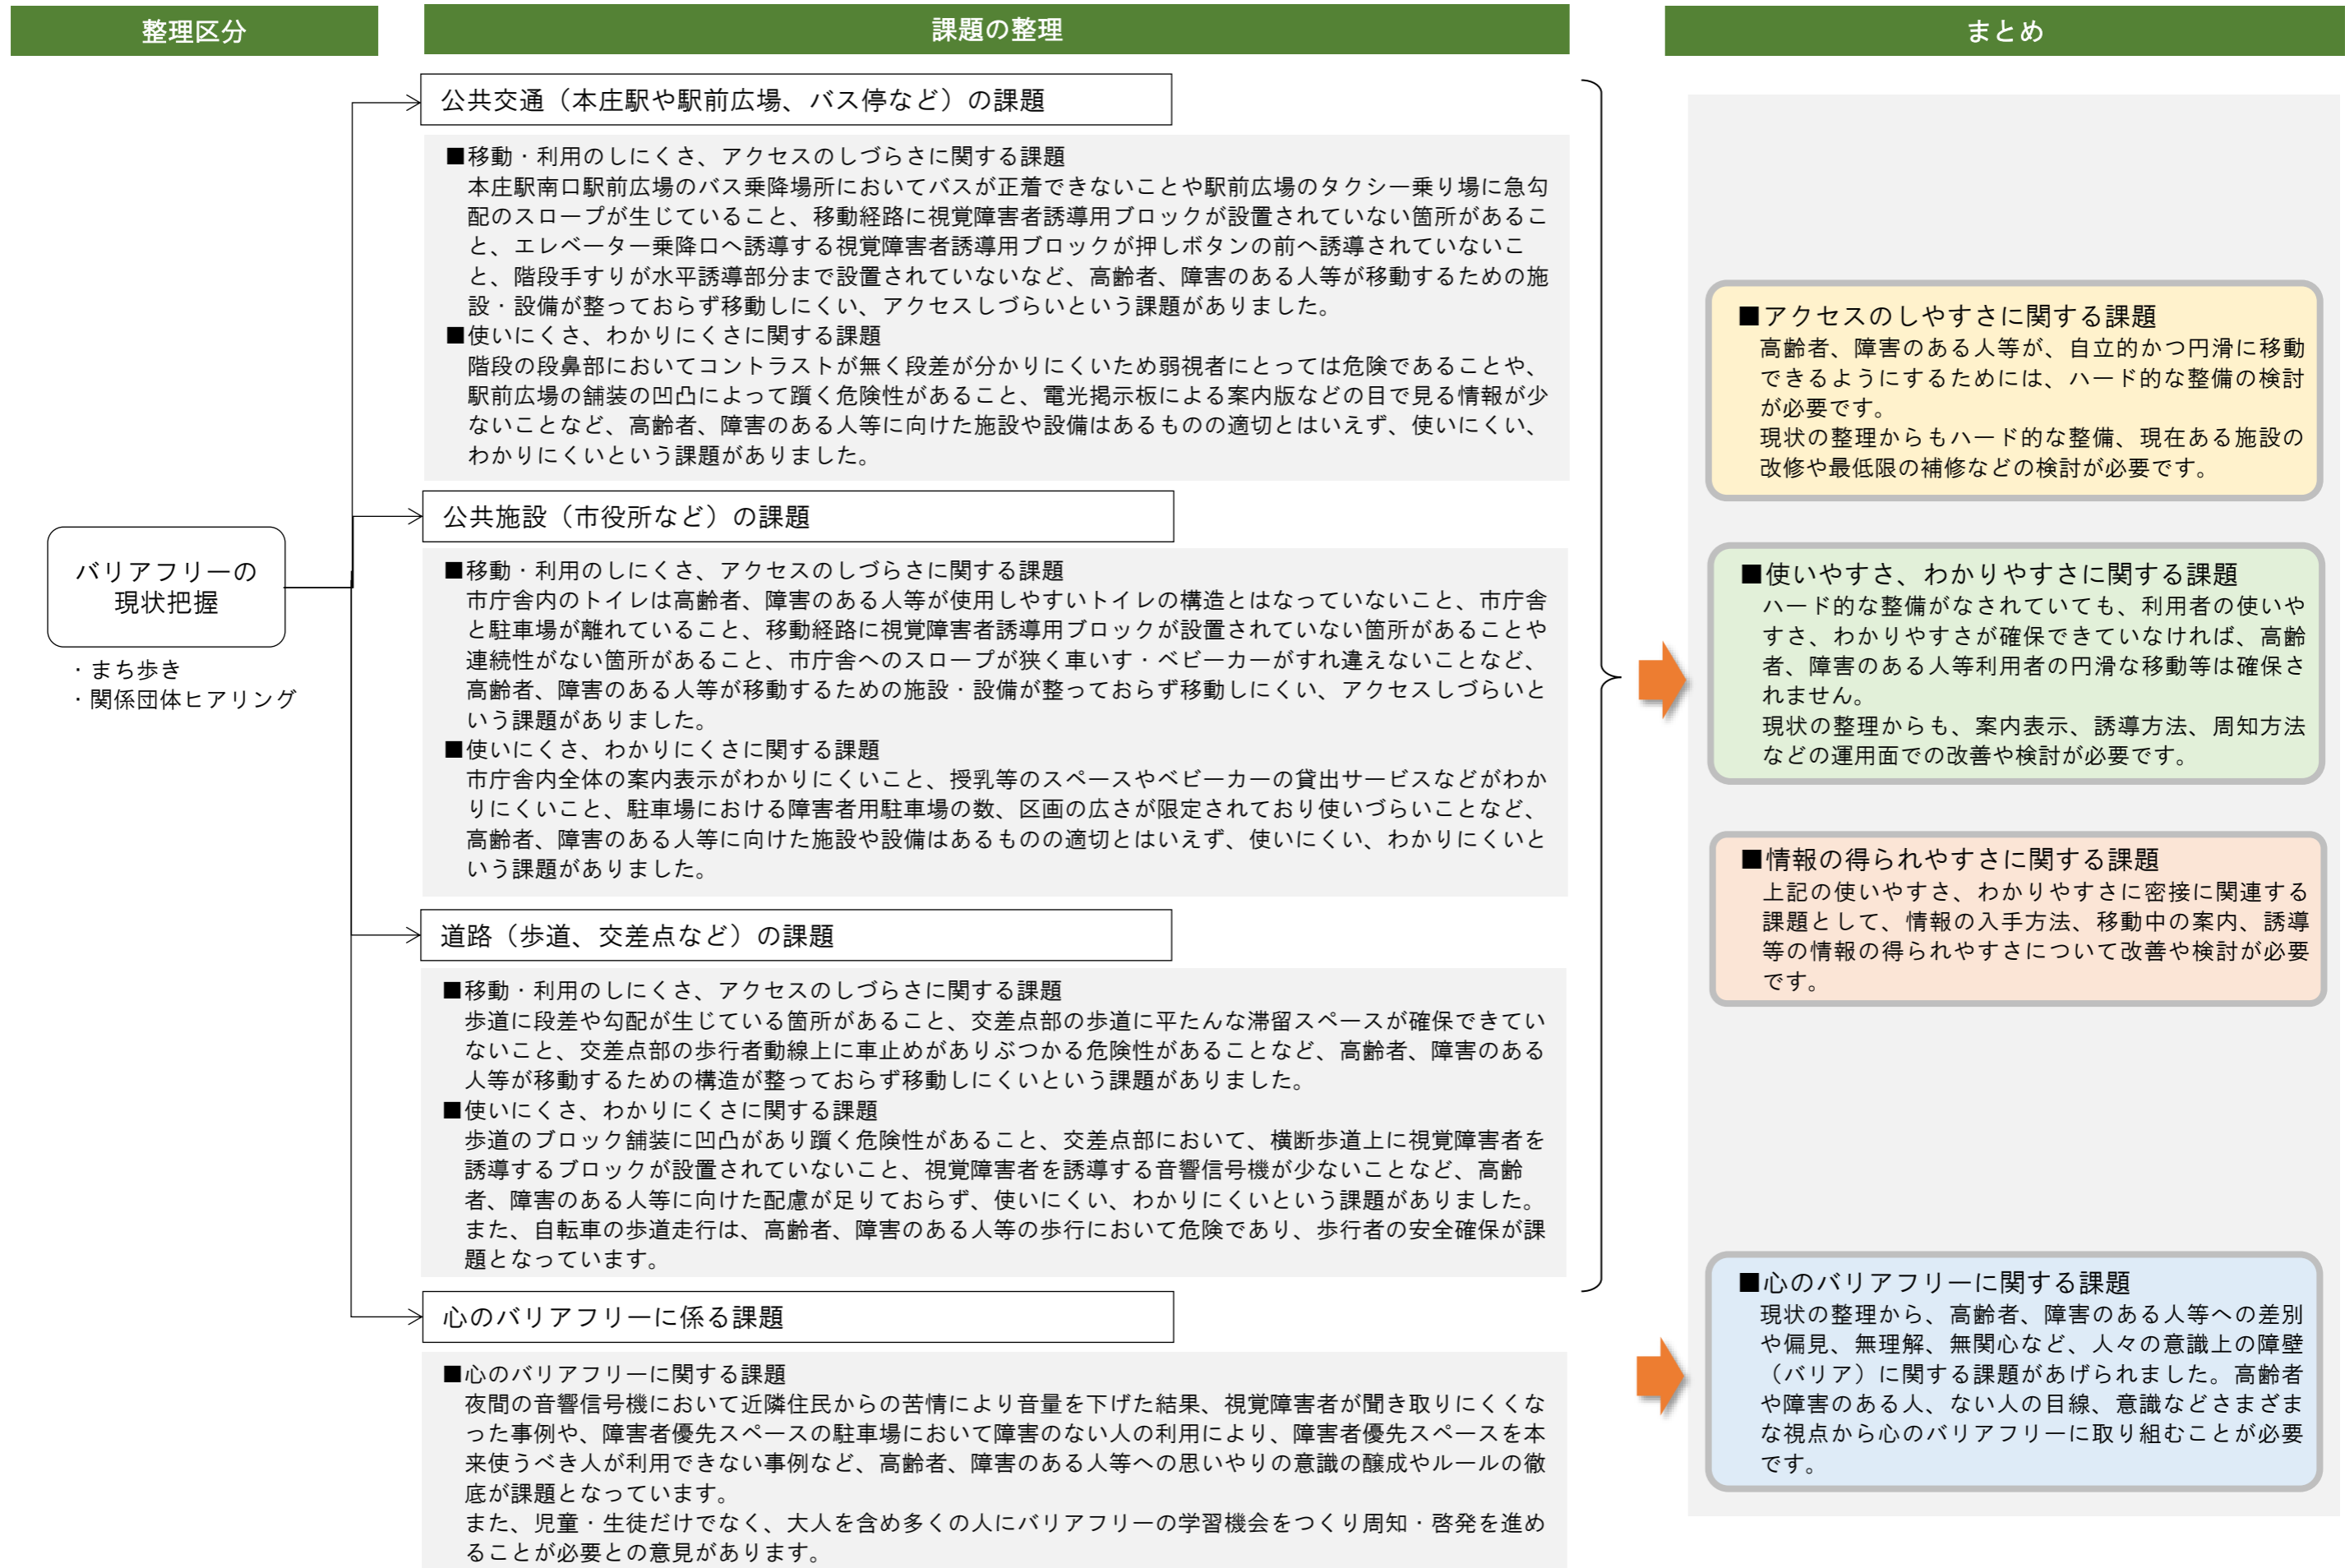 整理区分
課題の整理
まとめ
バリアフリーの
現状把握
・まち歩き
・関係団体ヒアリング
公共交通（本庄駅や駅前広場、バス停など）の課題
■移動・利用のしにくさ、アクセスのしづらさに関する課題
本庄駅南口駅前広場のバス乗降場所においてバスが正着できないことや駅前広場のタクシー乗り場に急勾
配のスロープが生じていること、移動経路に視覚障害者誘導用ブロックが設置されていない箇所があるこ
と、エレベーター乗降口へ誘導する視覚障害者誘導用ブロックが押しボタンの前へ誘導されていないこ
と、階段手すりが水平誘導部分まで設置されていないなど、高齢者、障害のある人等が移動するための施
設・設備が整っておらず移動しにくい、アクセスしづらいという課題がありました。
■使いにくさ、わかりにくさに関する課題
階段の段鼻部においてコントラストが無く段差が分かりにくいため弱視者にとっては危険であることや、
駅前広場の舗装の凹凸によって躓く危険性があること、電光掲示板による案内版などの目で見る情報が少
ないことなど、高齢者、障害のある人等に向けた施設や設備はあるものの適切とはいえず、使いにくい、
わかりにくいという課題がありました。
公共施設（市役所など）の課題
■移動・利用のしにくさ、アクセスのしづらさに関する課題
市庁舎内のトイレは高齢者、障害のある人等が使用しやすいトイレの構造とはなっていないこと、市庁舎
と駐車場が離れていること、移動経路に視覚障害者誘導用ブロックが設置されていない箇所があることや
連続性がない箇所があること、市庁舎へのスロープが狭く車いす・ベビーカーがすれ違えないことなど、
高齢者、障害のある人等が移動するための施設・設備が整っておらず移動しにくい、アクセスしづらいと
いう課題がありました。
■使いにくさ、わかりにくさに関する課題
市庁舎内全体の案内表示がわかりにくいこと、授乳等のスペースやベビーカーの貸出サービスなどがわか
りにくいこと、駐車場における障害者用駐車場の数、区画の広さが限定されており使いづらいことなど、
高齢者、障害のある人等に向けた施設や設備はあるものの適切とはいえず、使いにくい、わかりにくいと
いう課題がありました。
道路（歩道、交差点など）の課題
■移動・利用のしにくさ、アクセスのしづらさに関する課題
歩道に段差や勾配が生じている箇所があること、交差点部の歩道に平たんな滞留スペースが確保できてい
ないこと、交差点部の歩行者動線上に車止めがありぶつかる危険性があることなど、高齢者、障害のある
人等が移動するための構造が整っておらず移動しにくいという課題がありました。
■使いにくさ、わかりにくさに関する課題
歩道のブロック舗装に凹凸があり躓く危険性があること、交差点部において、横断歩道上に視覚障害者を
誘導するブロックが設置されていないこと、視覚障害者を誘導する音響信号機が少ないことなど、高齢
者、障害のある人等に向けた配慮が足りておらず、使いにくい、わかりにくいという課題がありました。
また、自転車の歩道走行は、高齢者、障害のある人等の歩行において危険であり、歩行者の安全確保が課
題となっています。
心のバリアフリーに係る課題
■心のバリアフリーに関する課題
夜間の音響信号機において近隣住民からの苦情により音量を下げた結果、視覚障害者が聞き取りにくくな
った事例や、障害者優先スペースの駐車場において障害のない人の利用により、障害者優先スペースを本
来使うべき人が利用できない事例など、高齢者、障害のある人等への思いやりの意識の醸成やルールの徹
底が課題となっています。
また、児童・生徒だけでなく、大人を含め多くの人にバリアフリーの学習機会をつくり周知・啓発を進め
ることが必要との意見があります。
■アクセスのしやすさに関する課題
高齢者、障害のある人等が、自立的かつ円滑に移動
できるようにするためには、ハード的な整備の検討
が必要です。
現状の整理からもハード的な整備、現在ある施設の
改修や最低限の補修などの検討が必要です。
■使いやすさ、わかりやすさに関する課題
ハード的な整備がなされていても、利用者の使いや
すさ、わかりやすさが確保できていなければ、高齢
者、障害のある人等利用者の円滑な移動等は確保さ
れません。
現状の整理からも、案内表示、誘導方法、周知方法
などの運用面での改善や検討が必要です。
■情報の得られやすさに関する課題
上記の使いやすさ、わかりやすさに密接に関連する
課題として、情報の入手方法、移動中の案内、誘導
等の情報の得られやすさについて改善や検討が必要
です。
■心のバリアフリーに関する課題
現状の整理から、高齢者、障害のある人等への差別
や偏見、無理解、無関心など、人々の意識上の障壁
（バリア）に関する課題があげられました。高齢者
や障害のある人、ない人の目線、意識などさまざま
な視点から心のバリアフリーに取り組むことが必要
です。